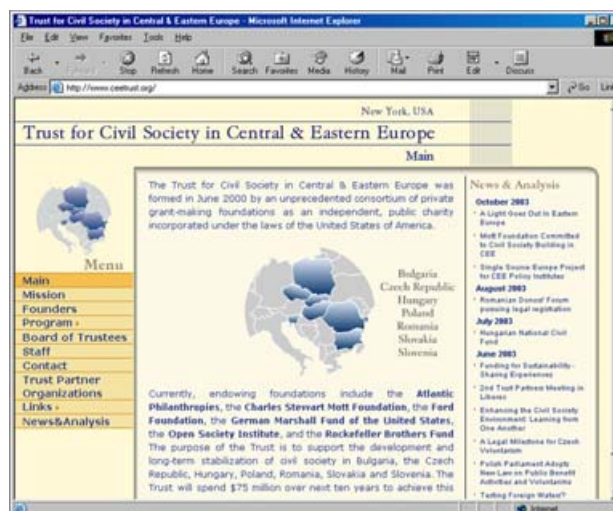 Trust for Civil Society in Central & Eastern Europe - Microsoft Internet Explorer
File Edit View Favorites Tools Help
Back Forward Stop Refresh Home Search Favorites Media History Mail Print Edit Discuss
Address http://www.ceetrust.org/ Go Links
New York, USA
Trust for Civil Society in Central & Eastern Europe
Main
Menu
Main
Mission
Founders
Program ›
Board of Trustees
Staff
Contact
Trust Partner
Organizations
Links ›
News&Analysis
The Trust for Civil Society in Central & Eastern Europe was
formed in June 2000 by an unprecedented consortium of private
grant-making foundations as an independent, public charity
incorporated under the laws of the United States of America.
Bulgaria
Czech Republic
Hungary
Poland
Romania
Slovakia
Slovenia
Currently, endowing foundations include the Atlantic
Philanthropies, the Charles Stewart Mott Foundation, the Ford
Foundation, the German Marshall Fund of the United States,
the Open Society Institute, and the Rockefeller Brothers Fund
The purpose of the Trust is to support the development and
long-term stabilization of civil society in Bulgaria, the Czech
Republic, Hungary, Poland, Romania, Slovakia and Slovenia. The
Trust will spend $75 million over next ten years to achieve this
News & Analysis
October 2003
A Light Goes Out in Eastern
Europe
Mott Foundation Committed
to Civil Society Building in
CEE
Single Source Europe Project
for CEE Policy Institutes
August 2003
Romanian Donors' Forum
pursuing legal registration
July 2003
Hungarian National Civil
Fund
June 2003
Funding for Sustainability -
Sharing Experiences
2nd Trust Partners Meeting in
Enhancing the Civil Society
Environment: Learning from
One Another
A Legal Milestone for Czech
Voluntarism
Polish Parliament Adopts
New Law on Public Benefit
Activities and Voluntarism
Tasting Foreign Waters?
Internet